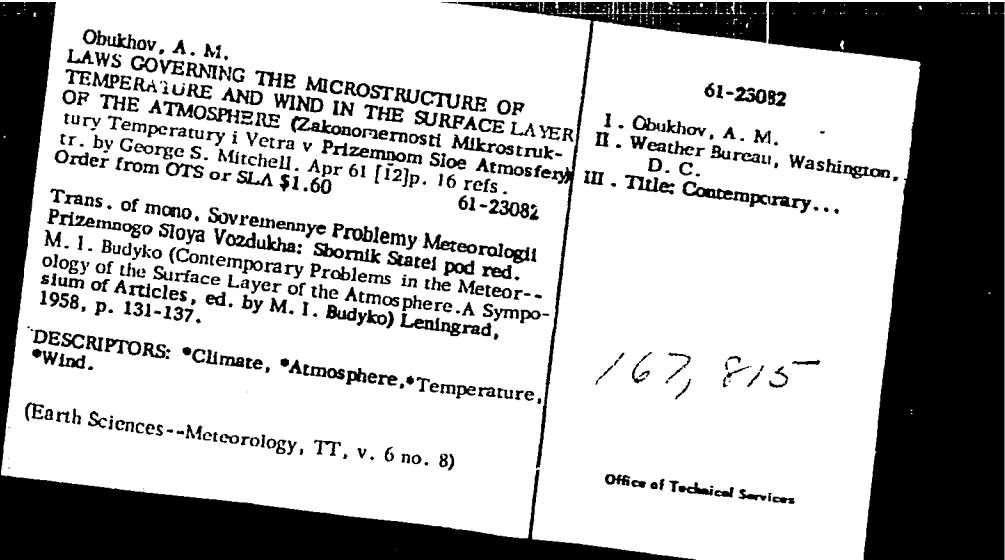 Obukhov, A. M.
LAWS GOVERNING THE MICROSTRUCTURE OF
TEMPERATURE AND WIND IN THE SURFACE LAYER
OF THE ATMOSPHERE (Zakonomernosti Mikrostruk-
tury Temperatury i Vetra v Prizemnom Sloe Atmosfery)
tr. by George S. Mitchell. Apr 61 [12]p. 16 refs.
Order from OTS or SLA $1.60 61-23082
Trans. of mono. Sovremennye Problemy Meteorologii
Prizemnogo Sloya Vozdukha: Sbornik Statei pod red.
M. I. Budyko (Contemporary Problems in the Meteor--
ology of the Surface Layer of the Atmosphere. A Sympo-
sium of Articles, ed. by M. I. Budyko) Leningrad,
1958, p. 131-137.
DESCRIPTORS: *Climate, *Atmosphere, *Temperature,
*Wind.
(Earth Sciences--Meteorology, TT, v. 6 no. 8)
61-23082
I. Obukhov, A. M.
II. Weather Bureau, Washington,
D. C.
III. Title: Contemporary...
167,815
Office of Technical Services